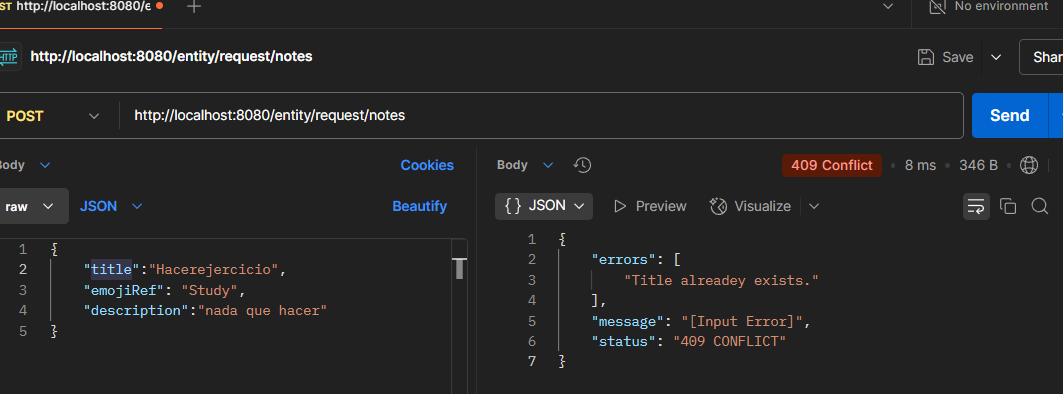 ST http://localhost:8080/e
No environment
HTTP
http://localhost:8080/entity/request/notes
Save
Shar
POST
http://localhost:8080/entity/request/notes
Send
Body
Cookies
Body
409 Conflict
8 ms
346 B
raw
JSON
Beautify
{} JSON
Preview
Visualize
1 {
2 "title":"Hacerejercicio",
3 "emojiRef": "Study",
4 "description":"nada que hacer"
5 }
1 {
2 "errors": [
3 "Title alreadey exists."
4 ],
5 "message": "[Input Error]",
6 "status": "409 CONFLICT"
7 }